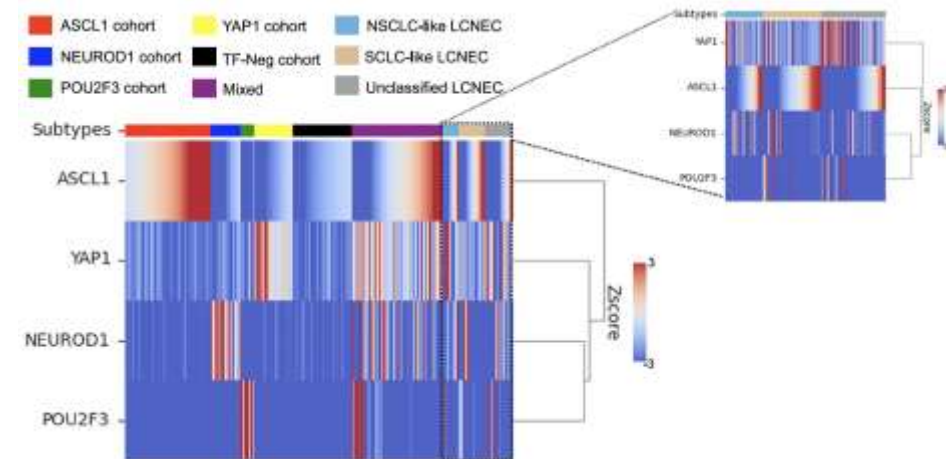 ASCL1 cohort
YAP1 cohort
NSCLC-like LCNEC
NEUROD1 cohort
TF-Neg cohort
SCLC-like LCNEC
POU2F3 cohort
Mixed
Unclassified LCNEC
Subtypes
ASCL1
YAP1
NEUROD1
POU2F3
3
-3
Zscore
Subtypes
YAP1
ASCL1
NEUROD1
POU2F3
Zscore